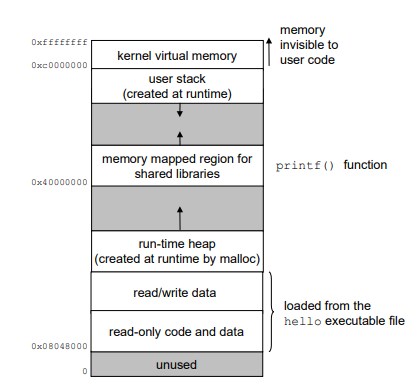 memory
invisible to
user code
0xffffffff
kernel virtual memory
0xc0000000
user stack
(created at runtime)
memory mapped region for
shared libraries
printf() function
0x40000000
run-time heap
(created at runtime by malloc)
read/write data
loaded from the
hello executable file
read-only code and data
0x08048000
unused
0